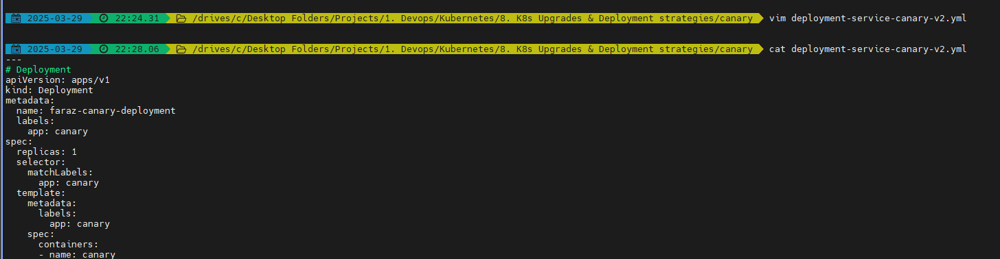 2025-03-29 22:24.31 /drives/c/Desktop Folders/Projects/1. Devops/Kubernetes/8. K8s Upgrades & Deployment strategies/canary vim deployment-service-canary-v2.yml
2025-03-29 22:28.06 /drives/c/Desktop Folders/Projects/1. Devops/Kubernetes/8. K8s Upgrades & Deployment strategies/canary cat deployment-service-canary-v2.yml
---
# Deployment
apiVersion: apps/v1
kind: Deployment
metadata:
  name: faraz-canary-deployment
  labels:
    app: canary
spec:
  replicas: 1
  selector:
    matchLabels:
      app: canary
  template:
    metadata:
      labels:
        app: canary
    spec:
      containers:
      - name: canary